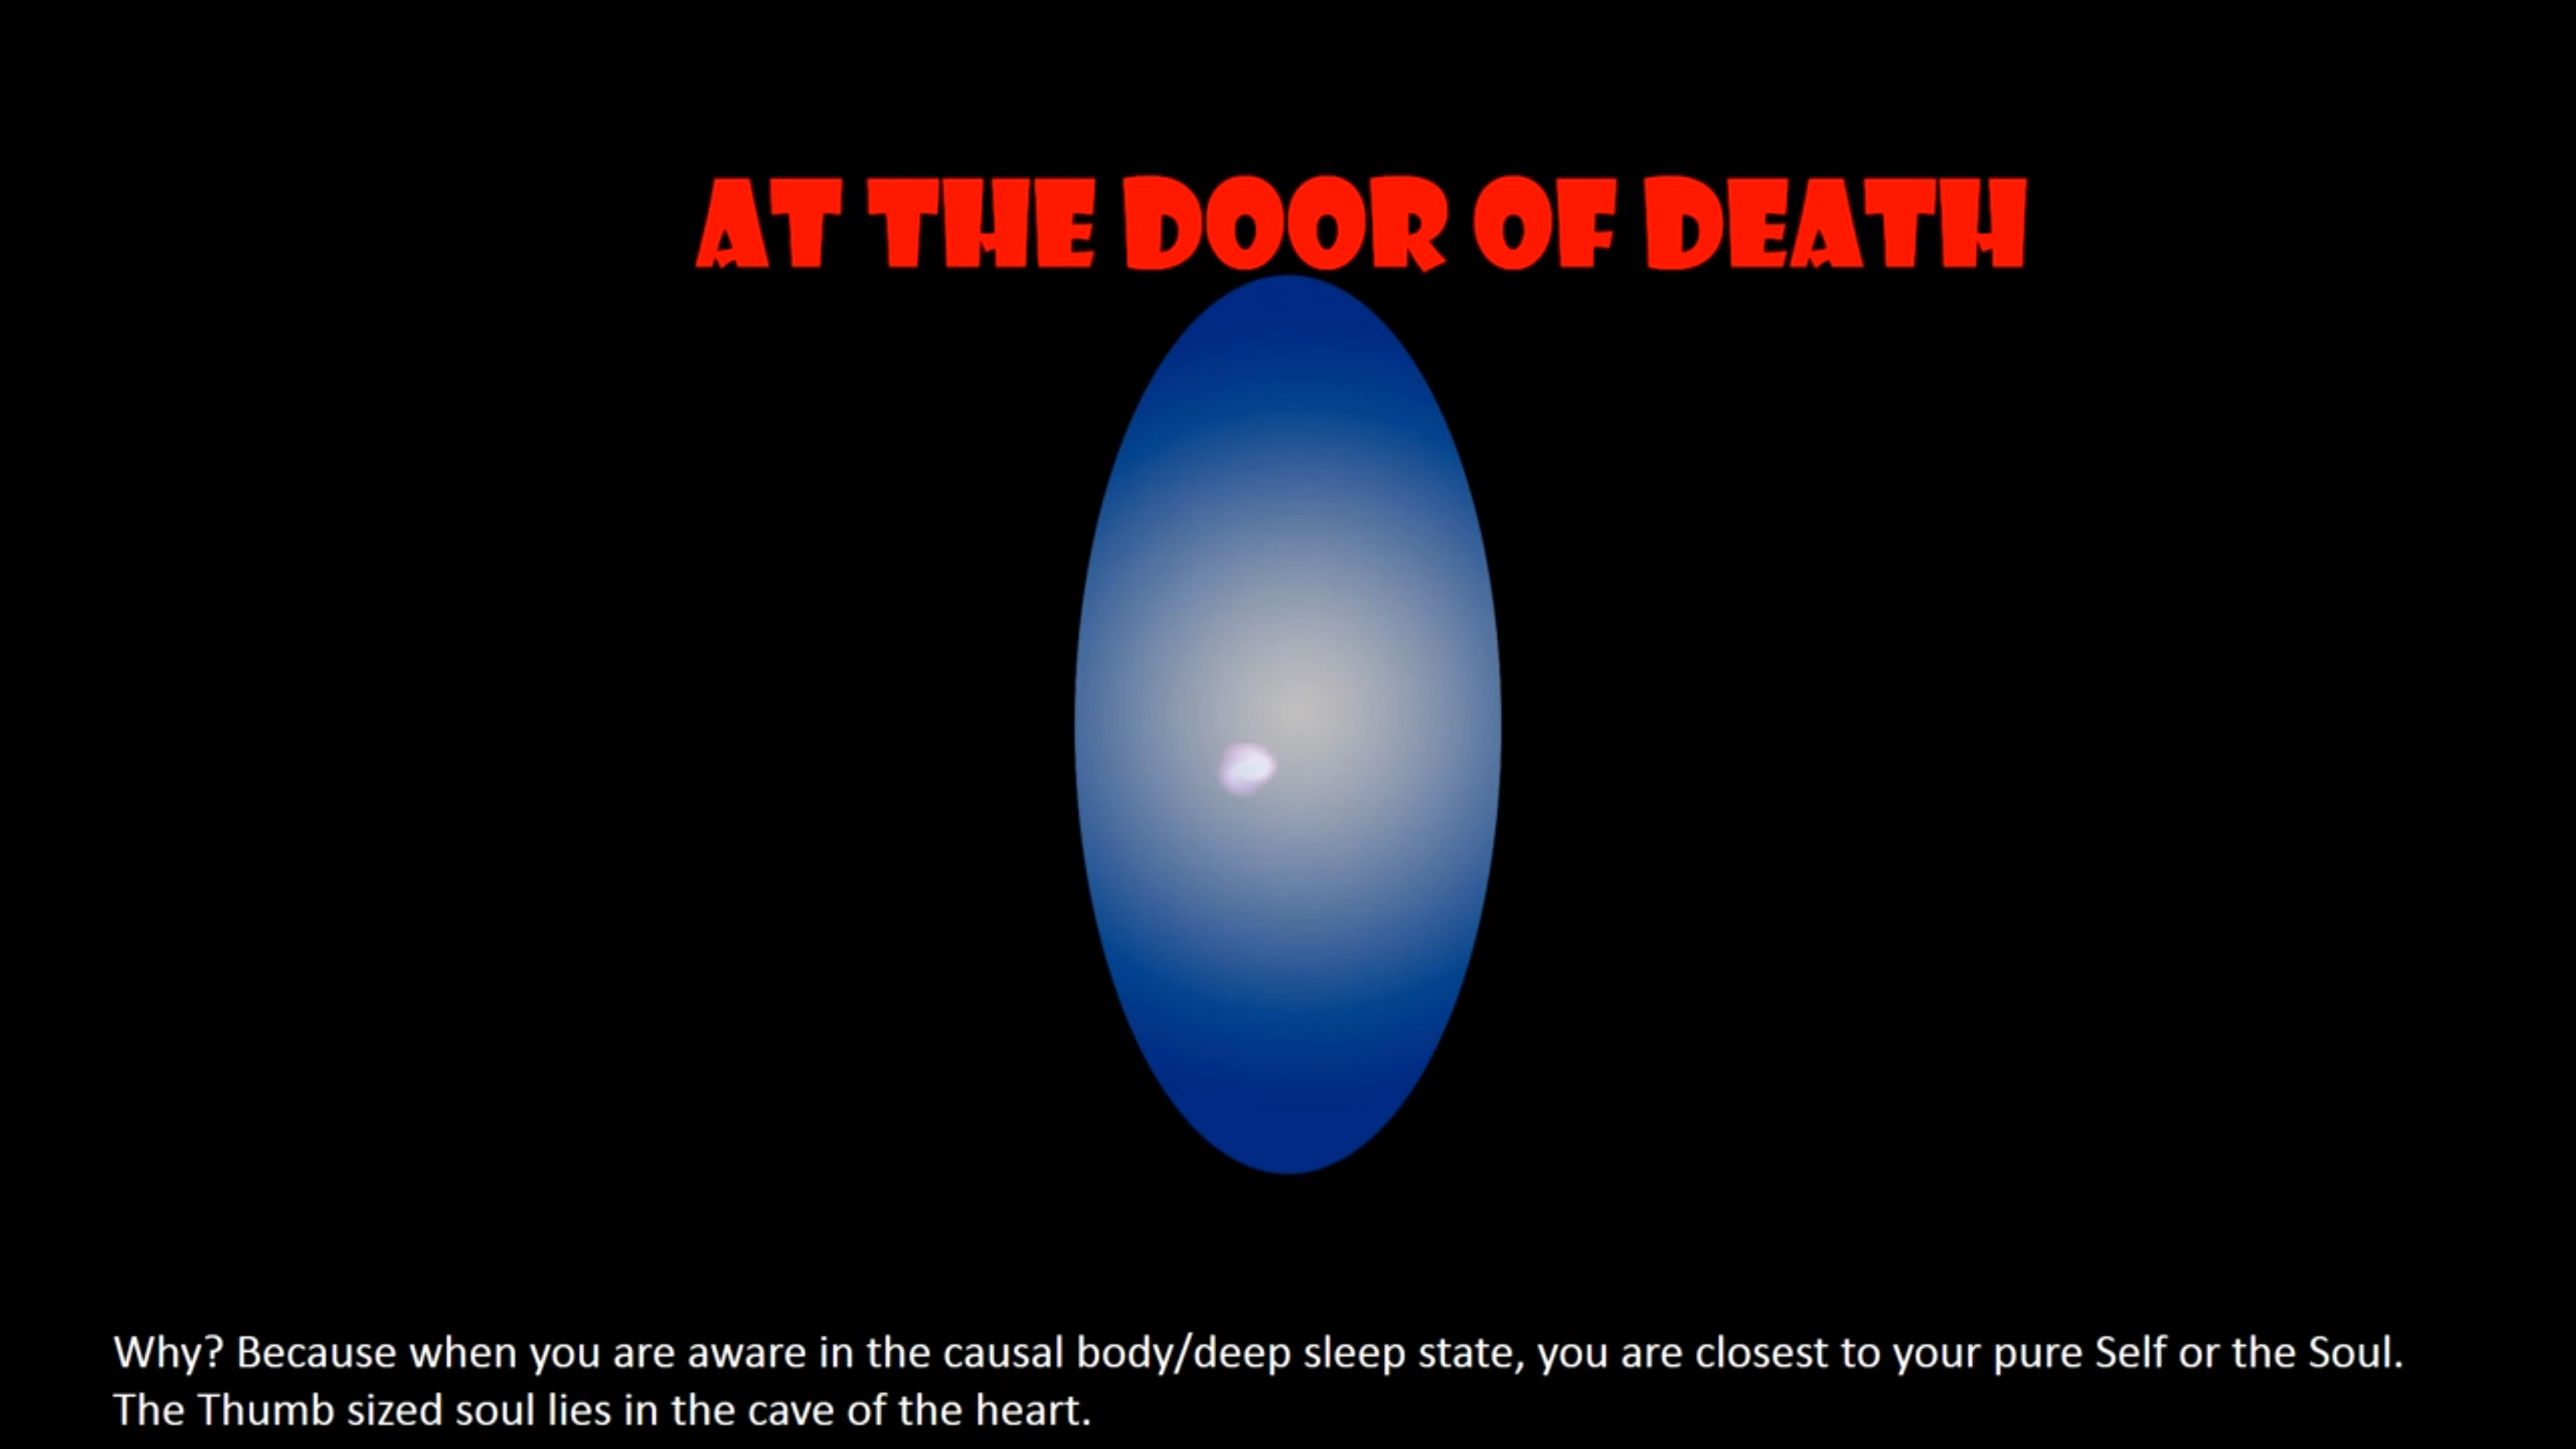 AT THE DOOR OF DEATH
Why? Because when you are aware in the causal body/deep sleep state, you are closest to your pure Self or the Soul.
The Thumb sized soul lies in the cave of the heart.